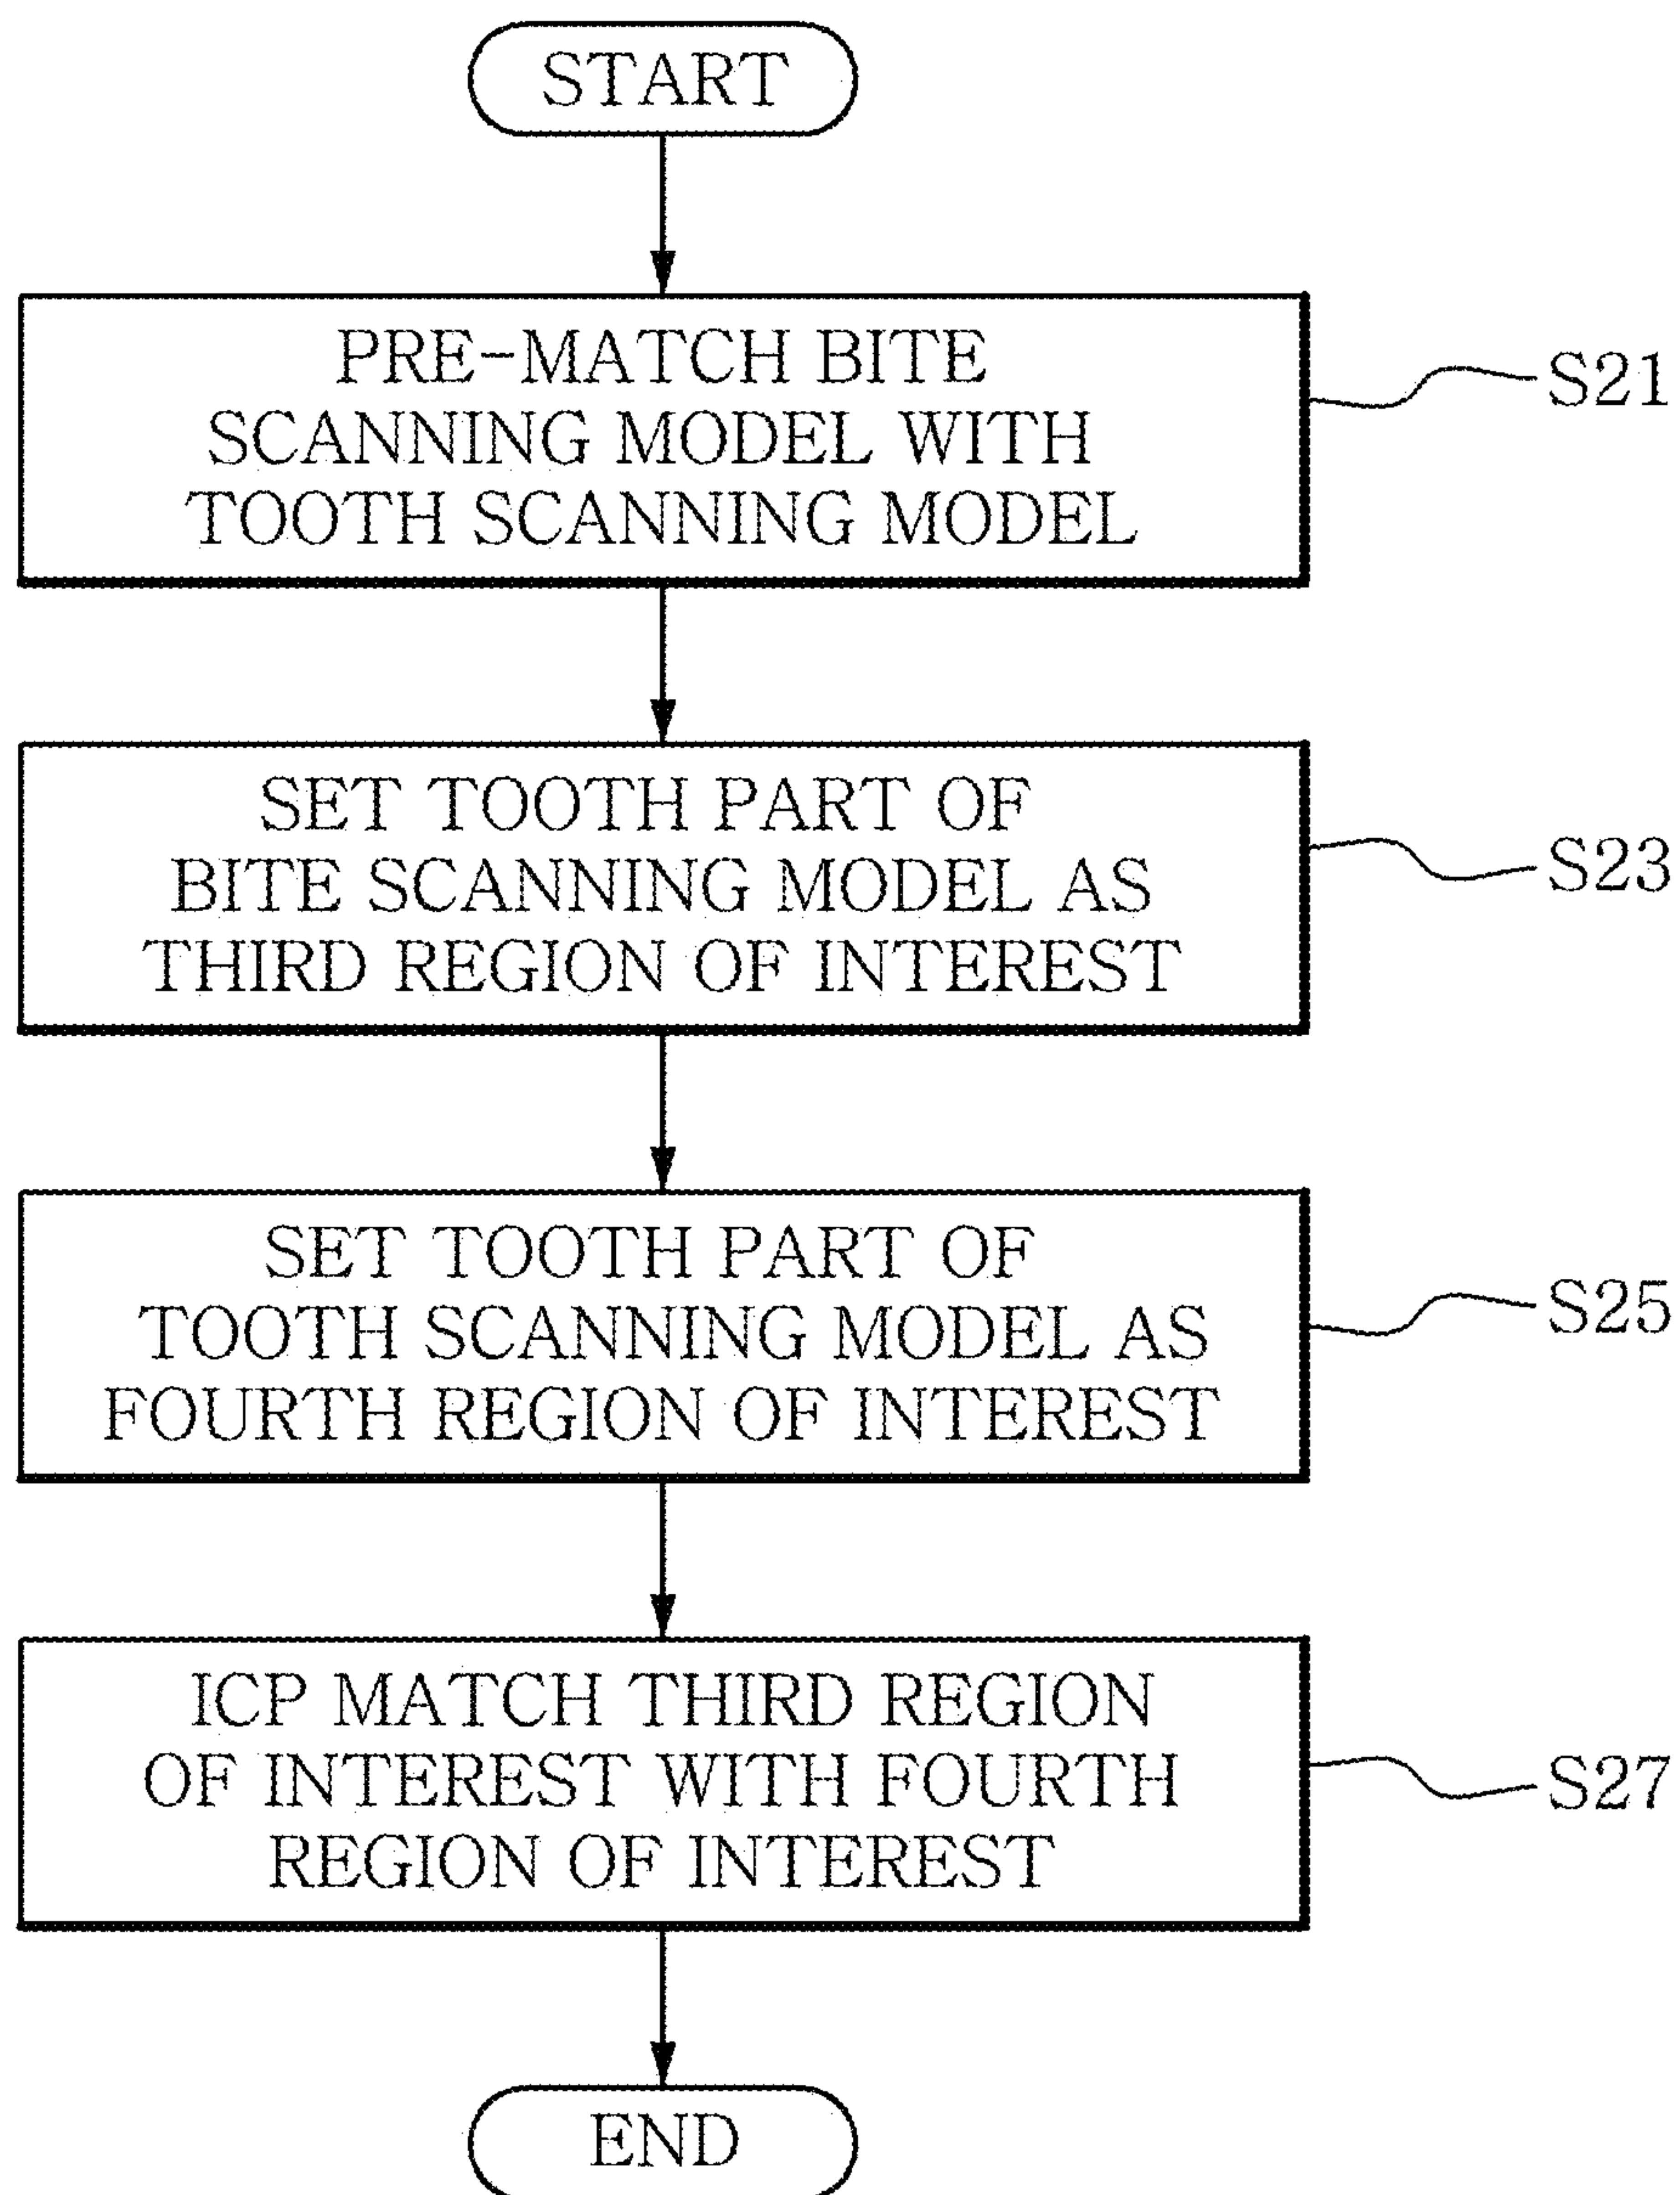 START
PRE-MATCH BITE
SCANNING MODEL WITH
TOOTH SCANNING MODEL
S21
SET TOOTH PART OF
BITE SCANNING MODEL AS
THIRD REGION OF INTEREST
S23
SET TOOTH PART OF
TOOTH SCANNING MODEL AS
FOURTH REGION OF INTEREST
S25
ICP MATCH THIRD REGION
OF INTEREST WITH FOURTH
REGION OF INTEREST
S27
END